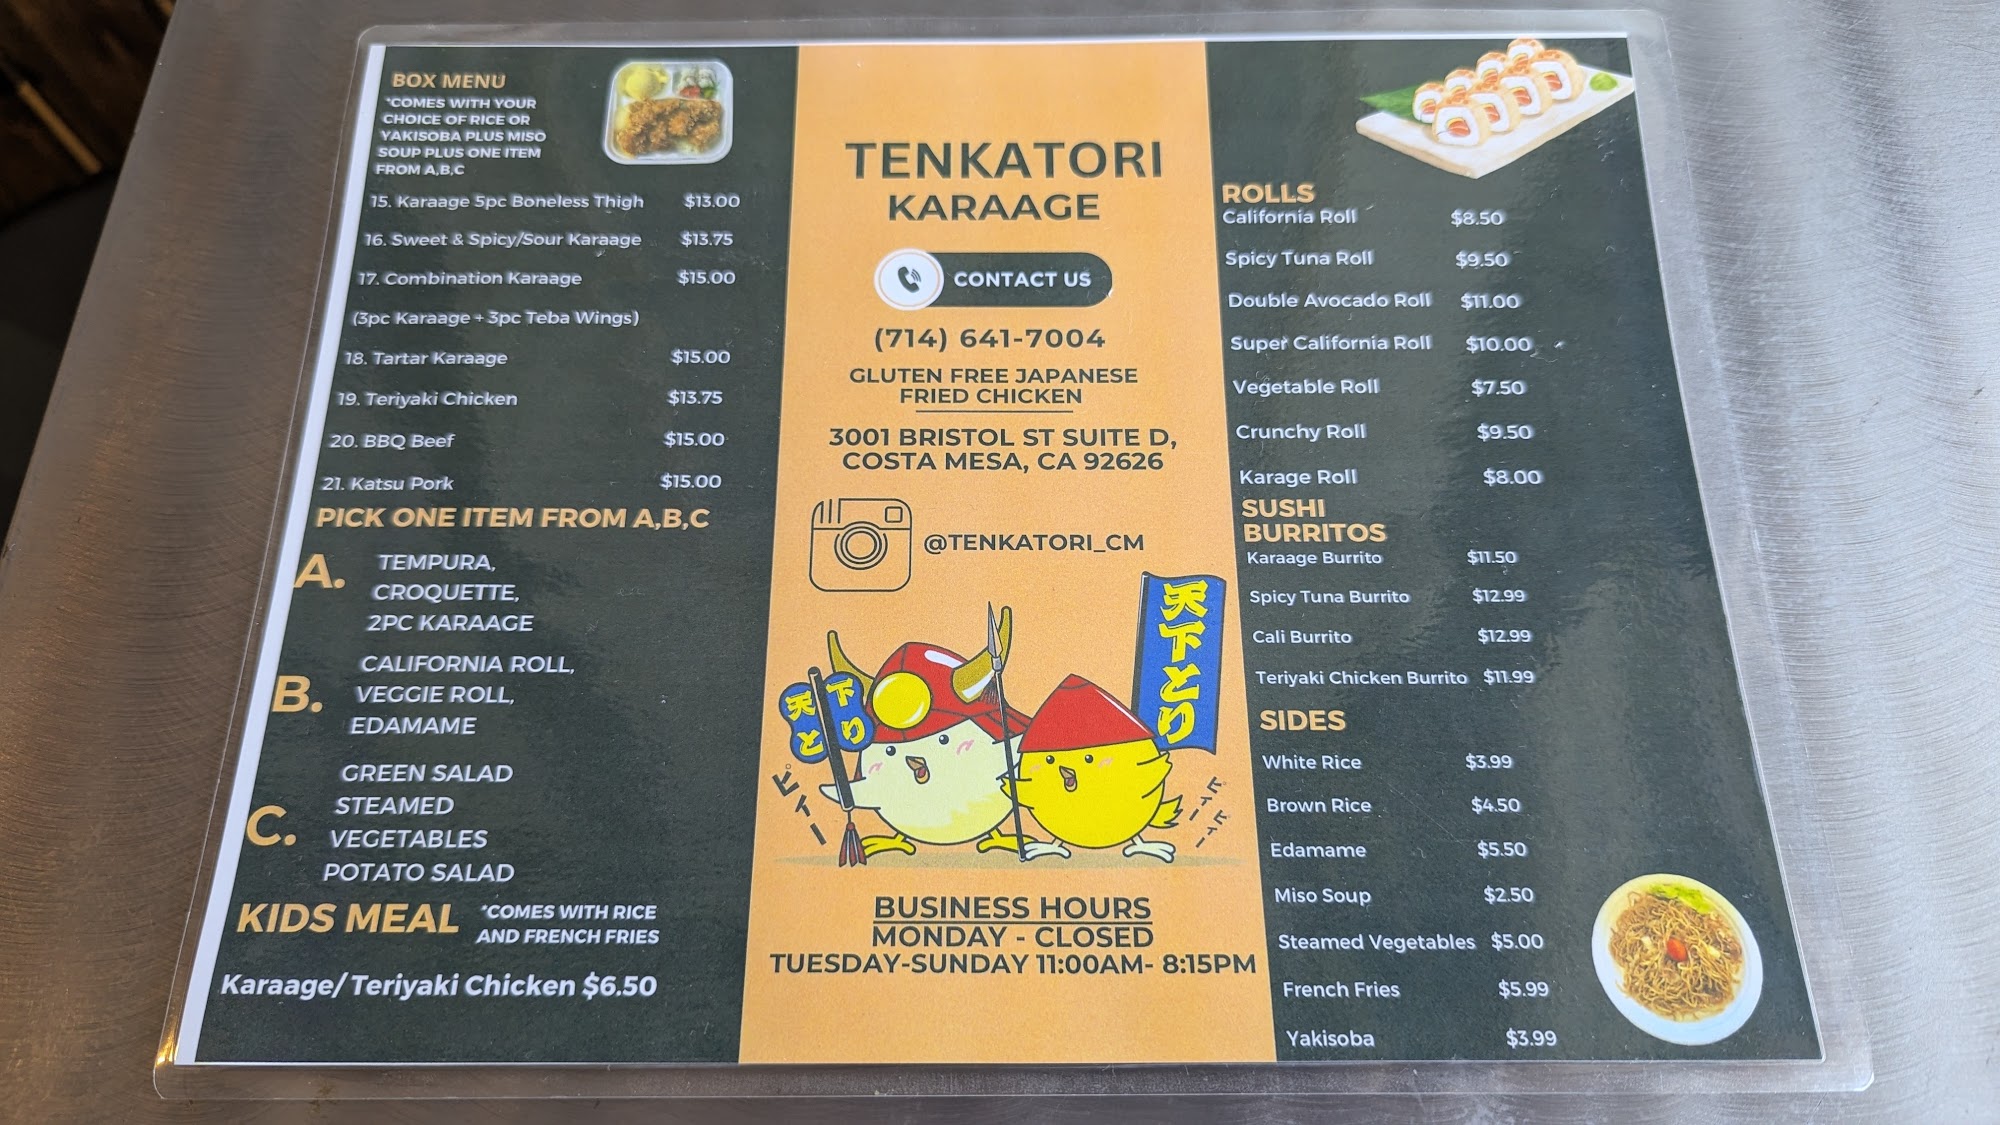 BOX MENU
*COMES WITH YOUR
CHOICE OF RICE OR
YAKISOBA PLUS MISO
SOUP PLUS ONE ITEM
FROM A,B,C
15. Karaage 5pc Boneless Thigh $13.00
16. Sweet & Spicy/Sour Karaage $13.75
17. Combination Karaage $15.00
(3pc Karaage + 3pc Teba Wings)
18. Tartar Karaage $15.00
19. Teriyaki Chicken $13.75
20. BBQ Beef $15.00
21. Katsu Pork $15.00
PICK ONE ITEM FROM A,B,C
A. TEMPURA,
CROQUETTE,
2PC KARAAGE
B. CALIFORNIA ROLL,
VEGGIE ROLL,
EDAMAME
C. GREEN SALAD
STEAMED
VEGETABLES
POTATO SALAD
KIDS MEAL *COMES WITH RICE
AND FRENCH FRIES
Karaage/ Teriyaki Chicken $6.50
TENKATORI
KARAAGE
CONTACT US
(714) 641-7004
GLUTEN FREE JAPANESE
FRIED CHICKEN
3001 BRISTOL ST SUITE D,
COSTA MESA, CA 92626
@TENKATORI_CM
天下とり
天下とり
ピィー
ピィー
ピィー
BUSINESS HOURS
MONDAY - CLOSED
TUESDAY-SUNDAY 11:00AM- 8:15PM
ROLLS
California Roll $8.50
Spicy Tuna Roll $9.50
Double Avocado Roll $11.00
Super California Roll $10.00
Vegetable Roll $7.50
Crunchy Roll $9.50
Karage Roll $8.00
SUSHI
BURRITOS
Karaage Burrito $11.50
Spicy Tuna Burrito $12.99
Cali Burrito $12.99
Teriyaki Chicken Burrito $11.99
SIDES
White Rice $3.99
Brown Rice $4.50
Edamame $5.50
Miso Soup $2.50
Steamed Vegetables $5.00
French Fries $5.99
Yakisoba $3.99